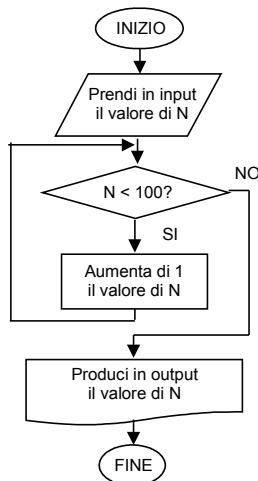 INIZIO
Prendi in input
il valore di N
N < 100?
NO
SI
Aumenta di 1
il valore di N
Produci in output
il valore di N
FINE